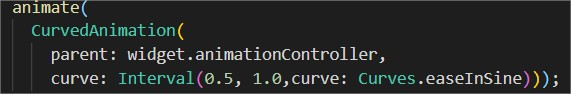 animate(
CurvedAnimation(
parent: widget.animationController,
curve: Interval(0.5, 1.0,curve: Curves.easeInSine)));